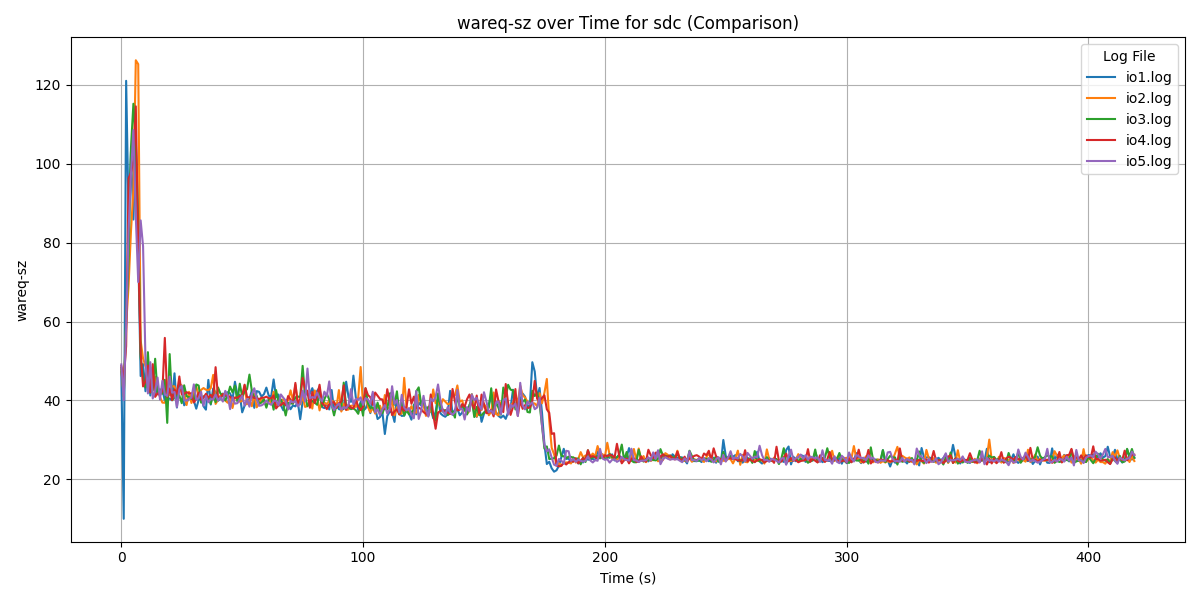 wareq-sz over Time for sdc (Comparison)
wareq-sz
120
100
80
60
40
20
0
100
200
300
400
Time (s)
Log File
io1.log
io2.log
io3.log
io4.log
io5.log